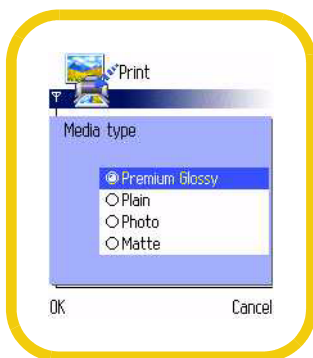 Print
Media type
Premium Glossy
Plain
Photo
Matte
OK Cancel